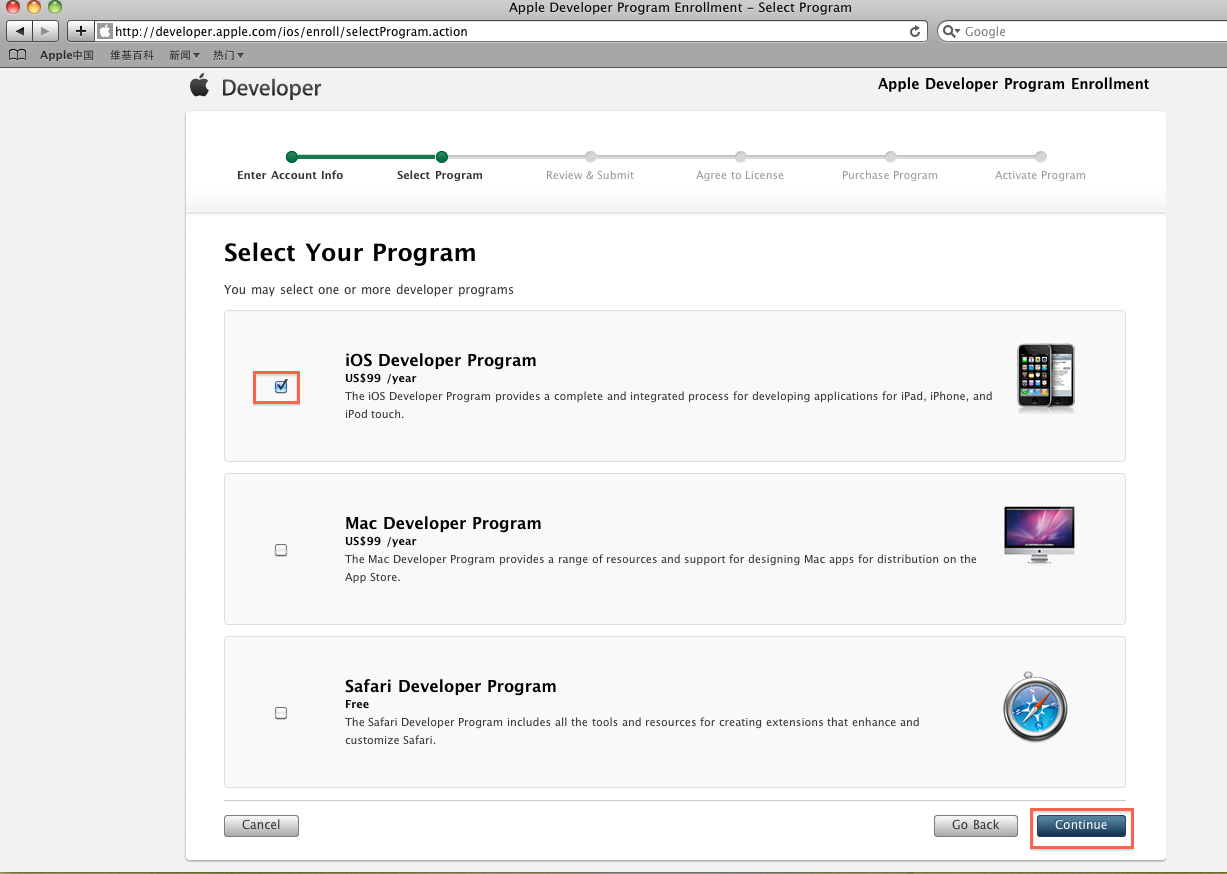 Apple Developer Program Enrollment – Select Program
http://developer.apple.com/ios/enroll/selectProgram.action
Google
Apple中国 维基百科 新闻 热门
Developer
Apple Developer Program Enrollment
Enter Account Info Select Program Review & Submit Agree to License Purchase Program Activate Program
Select Your Program
You may select one or more developer programs
iOS Developer Program
US$99 /year
The iOS Developer Program provides a complete and integrated process for developing applications for iPad, iPhone, and
iPod touch.
Mac Developer Program
US$99 /year
The Mac Developer Program provides a range of resources and support for designing Mac apps for distribution on the
App Store.
Safari Developer Program
Free
The Safari Developer Program includes all the tools and resources for creating extensions that enhance and
customize Safari.
Cancel Go Back Continue